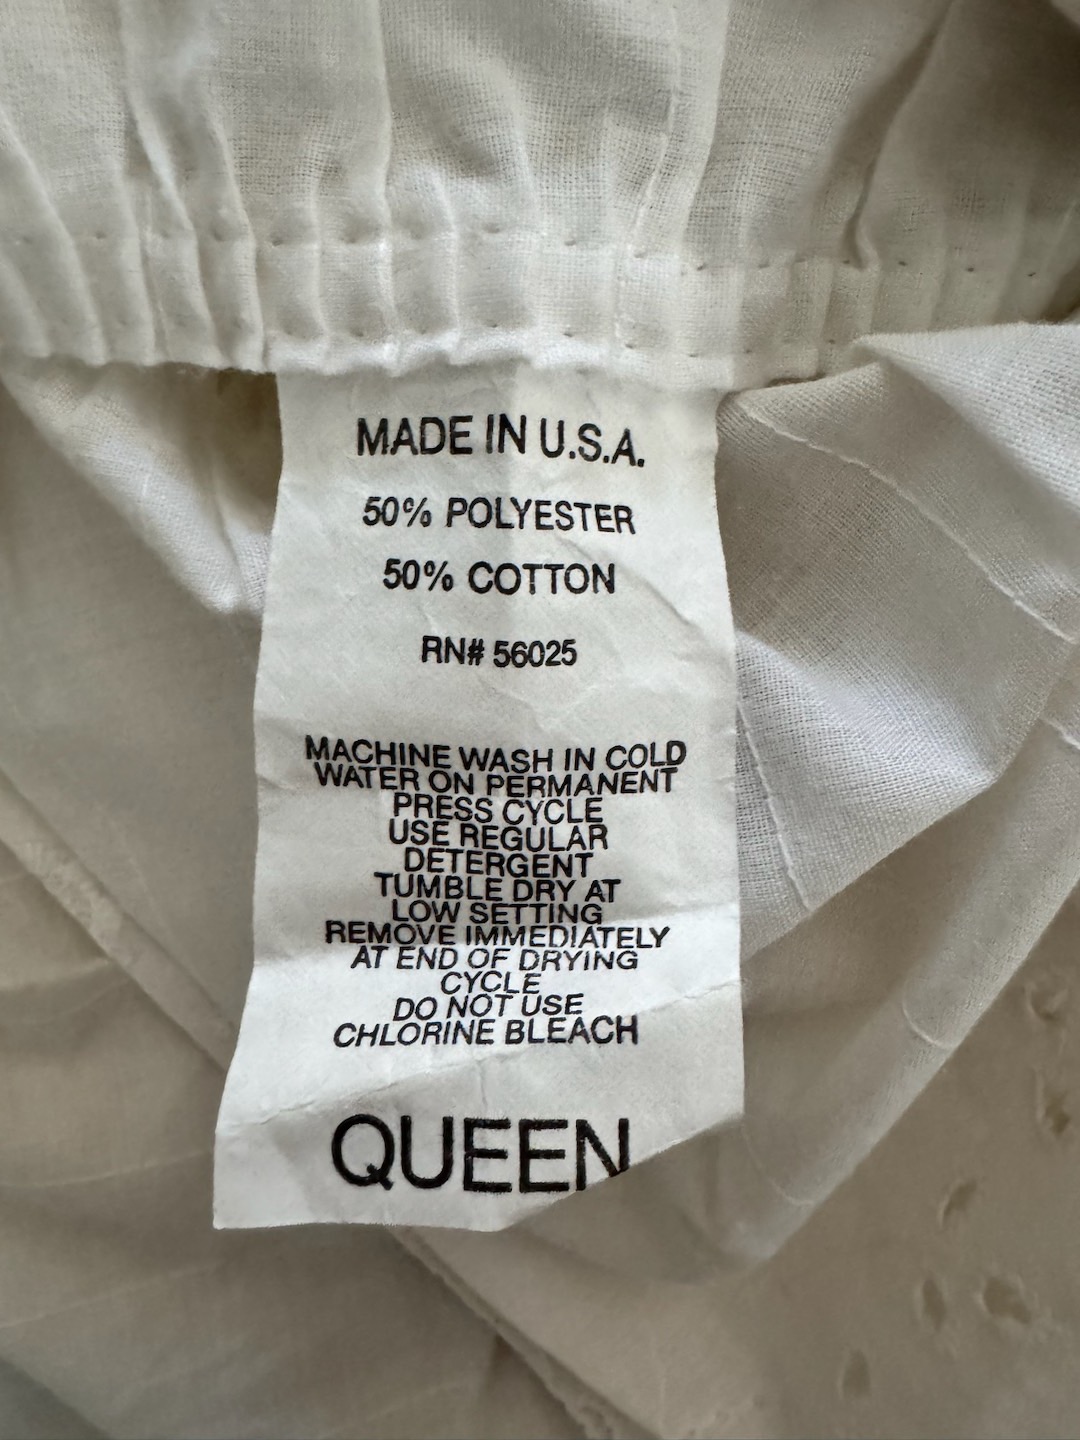 MADE IN U.S.A.
50% POLYESTER
50% COTTON
RN# 56025
MACHINE WASH IN COLD
WATER ON PERMANENT
PRESS CYCLE
USE REGULAR
DETERGENT
TUMBLE DRY AT
LOW SETTING
REMOVE IMMEDIATELY
AT END OF DRYING
CYCLE
DO NOT USE
CHLORINE BLEACH
QUEEN